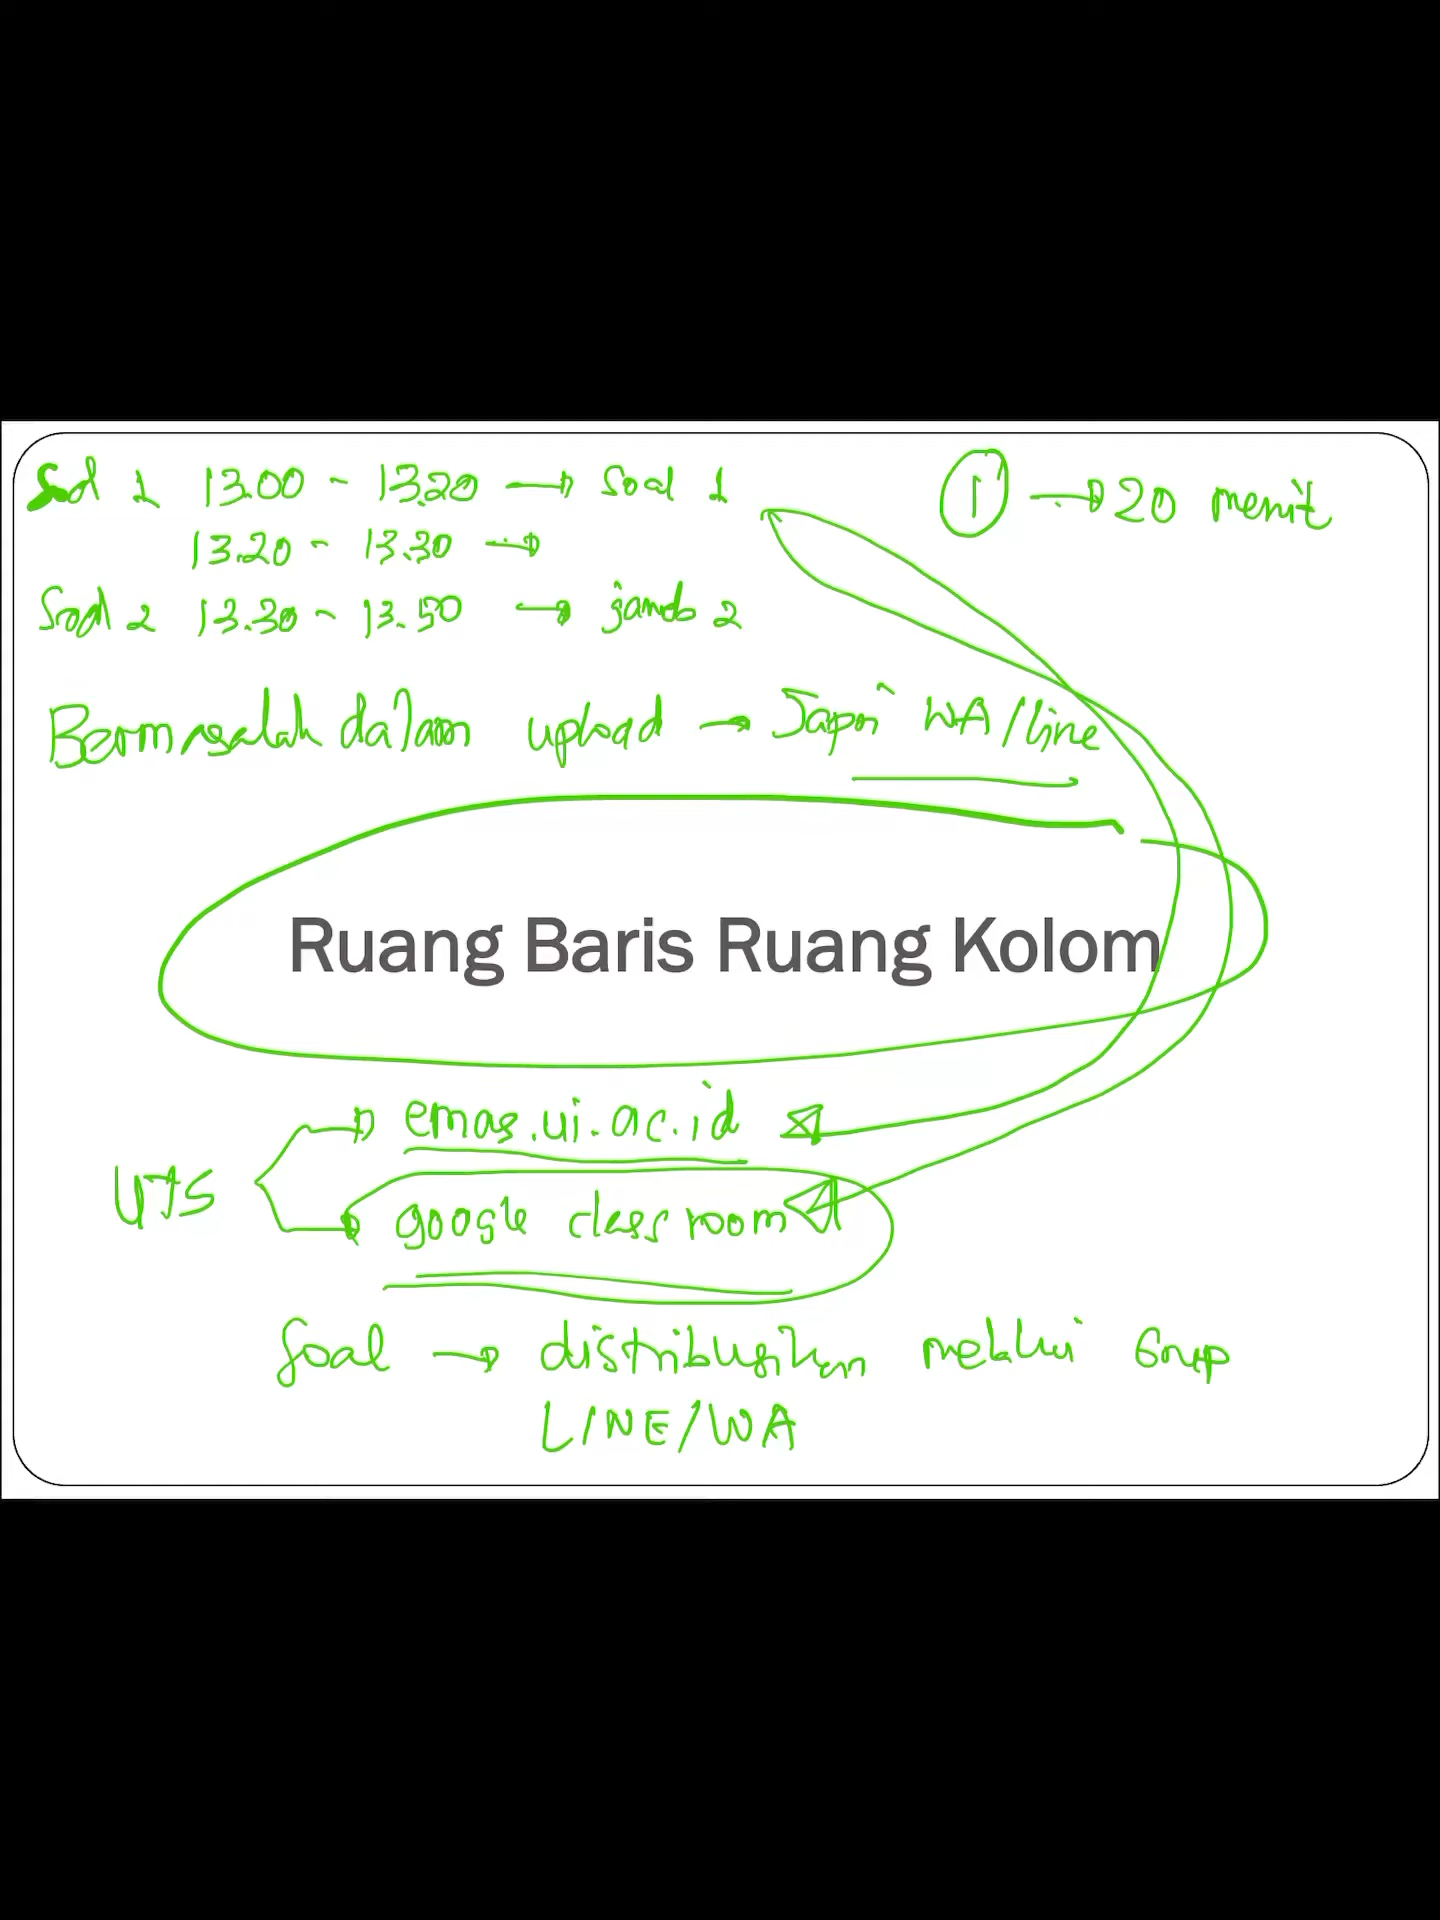 Soal 1 13.00 - 13.20 → Soal 1
① → 20 menit
13.20 - 13.30 →
Soal 2 13.30 - 13.50 → jawab 2
Bermasalah dalam upload → Japri WA/line
Ruang Baris Ruang Kolom
UTS
→ emas.ui.ac.id
→ google classroom
Soal → distribusikan melalui Grup
LINE/WA